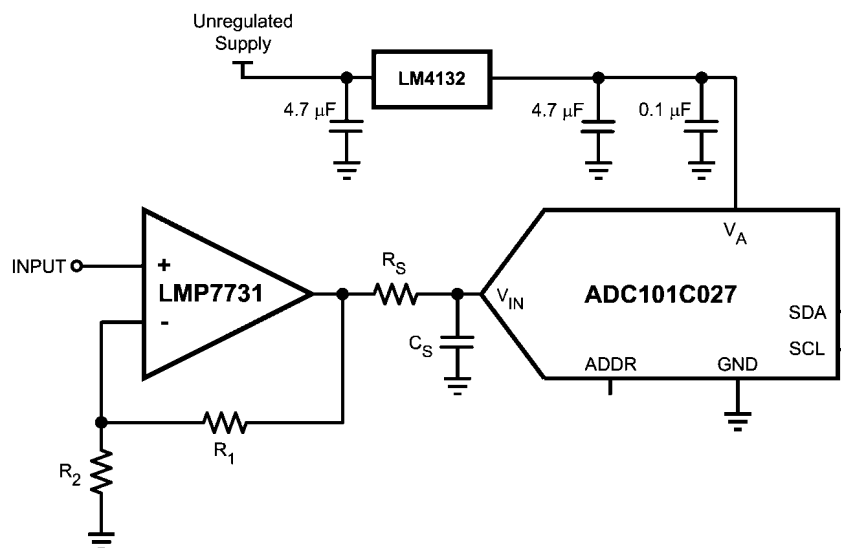 Unregulated
Supply
LM4132
4.7 µF
4.7 µF
0.1 µF
V_A
INPUT
+
LMP7731
-
R_S
V_IN
ADC101C027
SDA
C_S
SCL
ADDR
GND
R_1
R_2